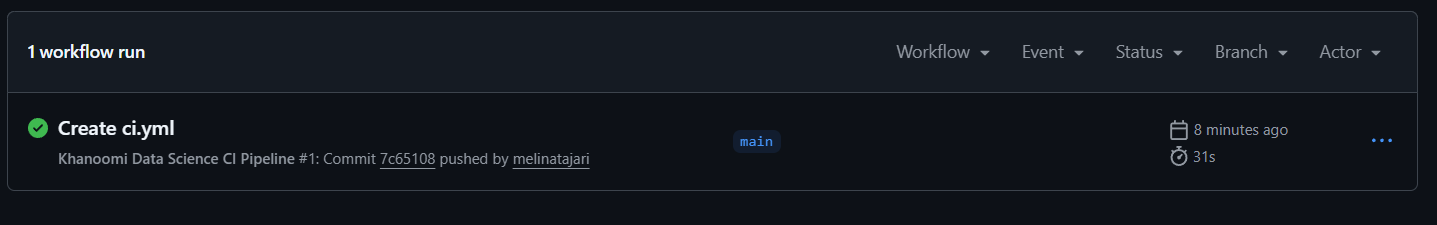 1 workflow run
Workflow Event Status Branch Actor
Create ci.yml
Khanoomi Data Science CI Pipeline #1: Commit 7c65108 pushed by melinatajari
main
8 minutes ago
31s